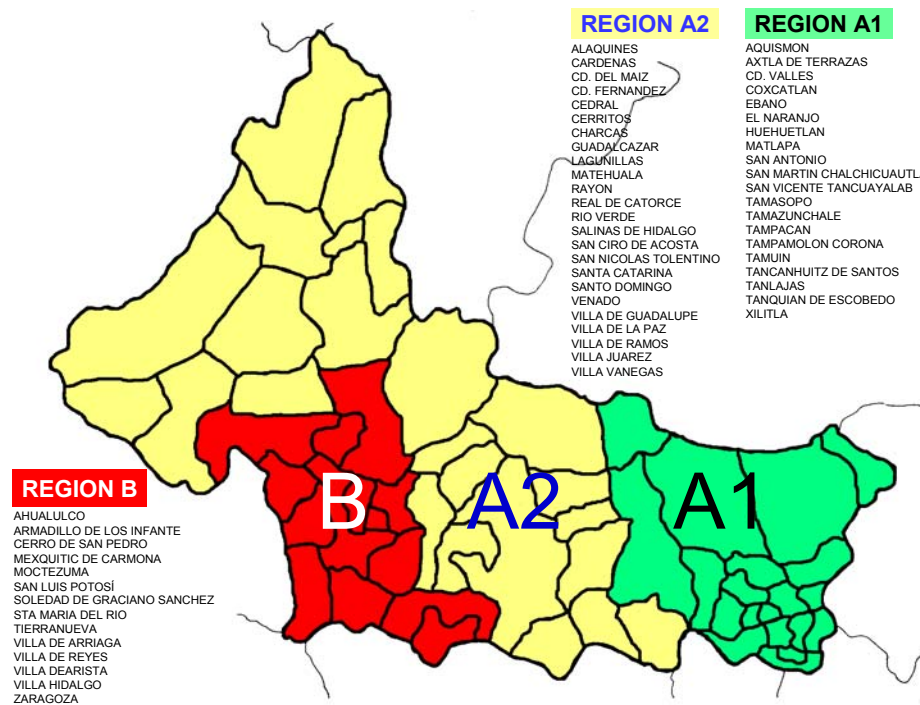 REGION A2
ALAQUINES
CARDENAS
CD. DEL MAIZ
CD. FERNANDEZ
CEDRAL
CERRITOS
CHARCAS
GUADALCAZAR
LAGUNILLAS
MATEHUALA
RAYON
REAL DE CATORCE
RIO VERDE
SALINAS DE HIDALGO
SAN CIRO DE ACOSTA
SAN NICOLAS TOLENTINO
SANTA CATARINA
SANTO DOMINGO
VENADO
VILLA DE GUADALUPE
VILLA DE LA PAZ
VILLA DE RAMOS
VILLA JUAREZ
VILLA VANEGAS
REGION A1
AQUISMON
AXTLA DE TERRAZAS
CD. VALLES
COXCATLAN
EBANO
EL NARANJO
HUEHUETLAN
MATLAPA
SAN ANTONIO
SAN MARTIN CHALCHICUAUTL
SAN VICENTE TANCUAYALAB
TAMASOPO
TAMAZUNCHALE
TAMPACAN
TAMPAMOLON CORONA
TAMUIN
TANCANHUITZ DE SANTOS
TANLAJAS
TANQUIAN DE ESCOBEDO
XILITLA
B
A2
A1
REGION B
AHUALULCO
ARMADILLO DE LOS INFANTE
CERRO DE SAN PEDRO
MEXQUITIC DE CARMONA
MOCTEZUMA
SAN LUIS POTOSÍ
SOLEDAD DE GRACIANO SANCHEZ
STA MARIA DEL RIO
TIERRANUEVA
VILLA DE ARRIAGA
VILLA DE REYES
VILLA DEARISTA
VILLA HIDALGO
ZARAGOZA